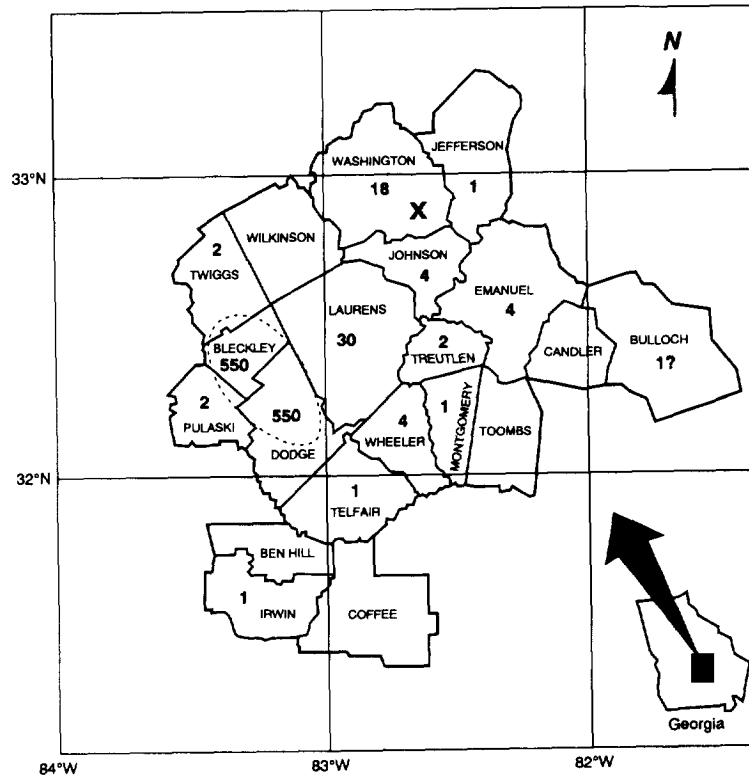 N
JEFFERSON
1
WASHINGTON
18
X
33°N
WILKINSON
2
TWIGGS
JOHNSON
4
EMANUEL
4
LAURENS
30
BLECKLEY
550
2
TREUTLEN
CANDLER
BULLOCH
1?
2
PULASKI
550
DODGE
4
WHEELER
1
MONTGOMERY
TOOMBS
32°N
1
TELFAIR
BEN HILL
1
IRWIN
COFFEE
Georgia
84°W
83°W
82°W